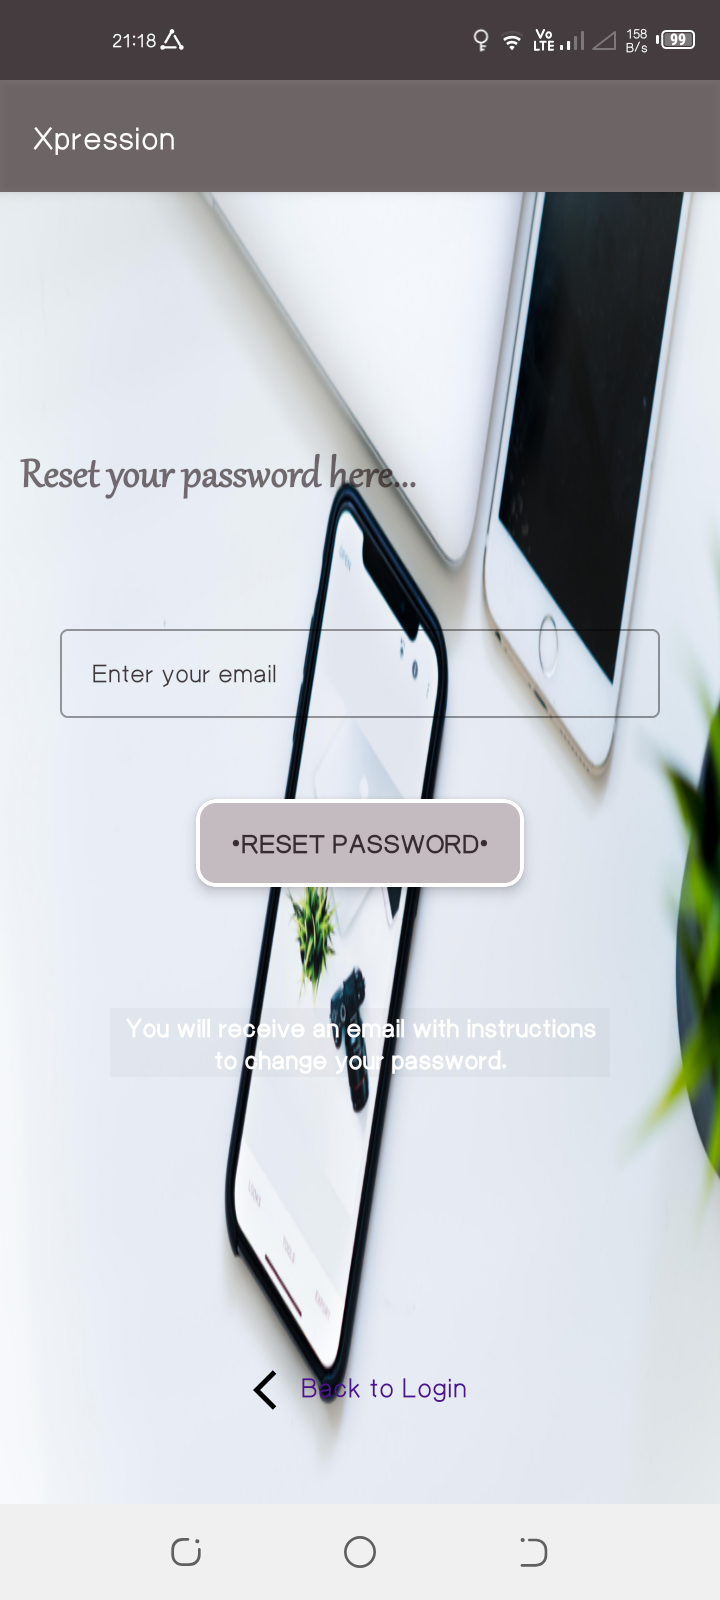 21:18
Vo
LTE
158
B/s
99
Xpression
Reset your password here...
Enter your email
•RESET PASSWORD•
You will receive an email with instructions
to change your password.
Back to Login